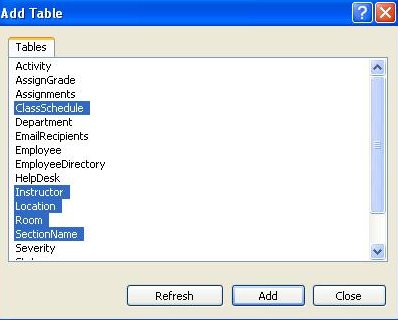 Add Table
Tables
Activity
AssignGrade
Assignments
ClassSchedule
Department
EmailRecipients
Employee
EmployeeDirectory
HelpDesk
Instructor
Location
Room
SectionName
Severity
Refresh Add Close